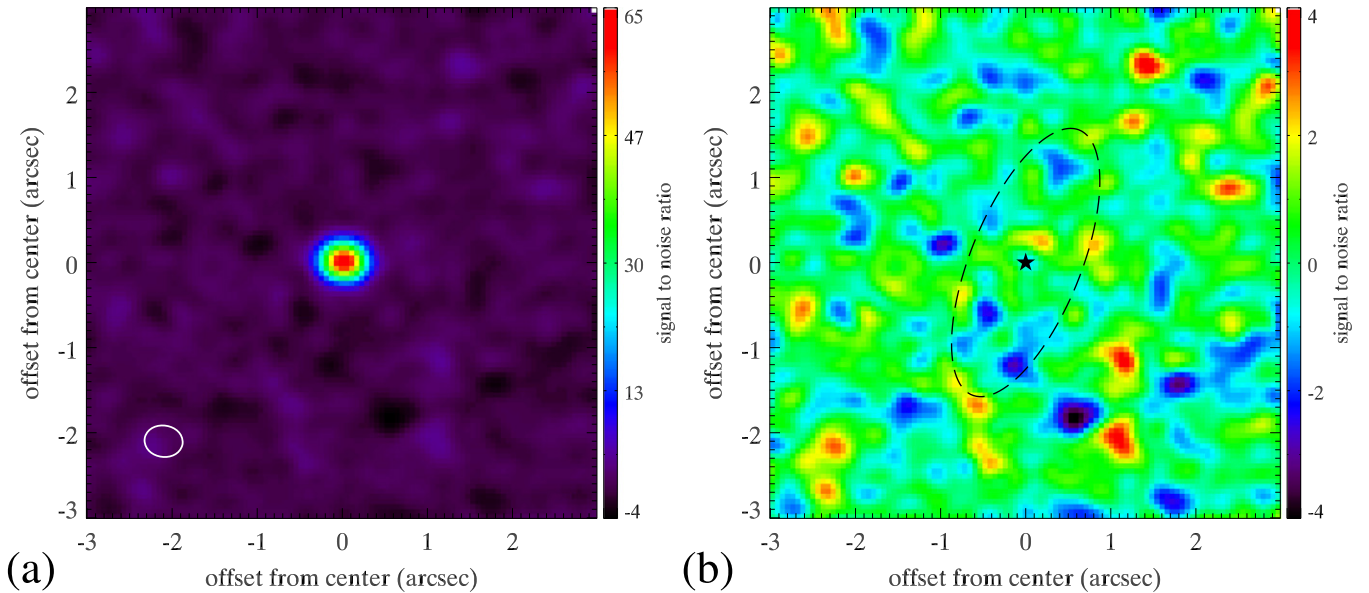 65
47
30
13
-4
signal to noise ratio
2
1
0
-1
-2
-3
-3 -2 -1 0 1 2
offset from center (arcsec)
offset from center (arcsec)
(a)
4
2
0
-2
-4
signal to noise ratio
2
1
0
-1
-2
-3
-3 -2 -1 0 1 2
offset from center (arcsec)
offset from center (arcsec)
(b)